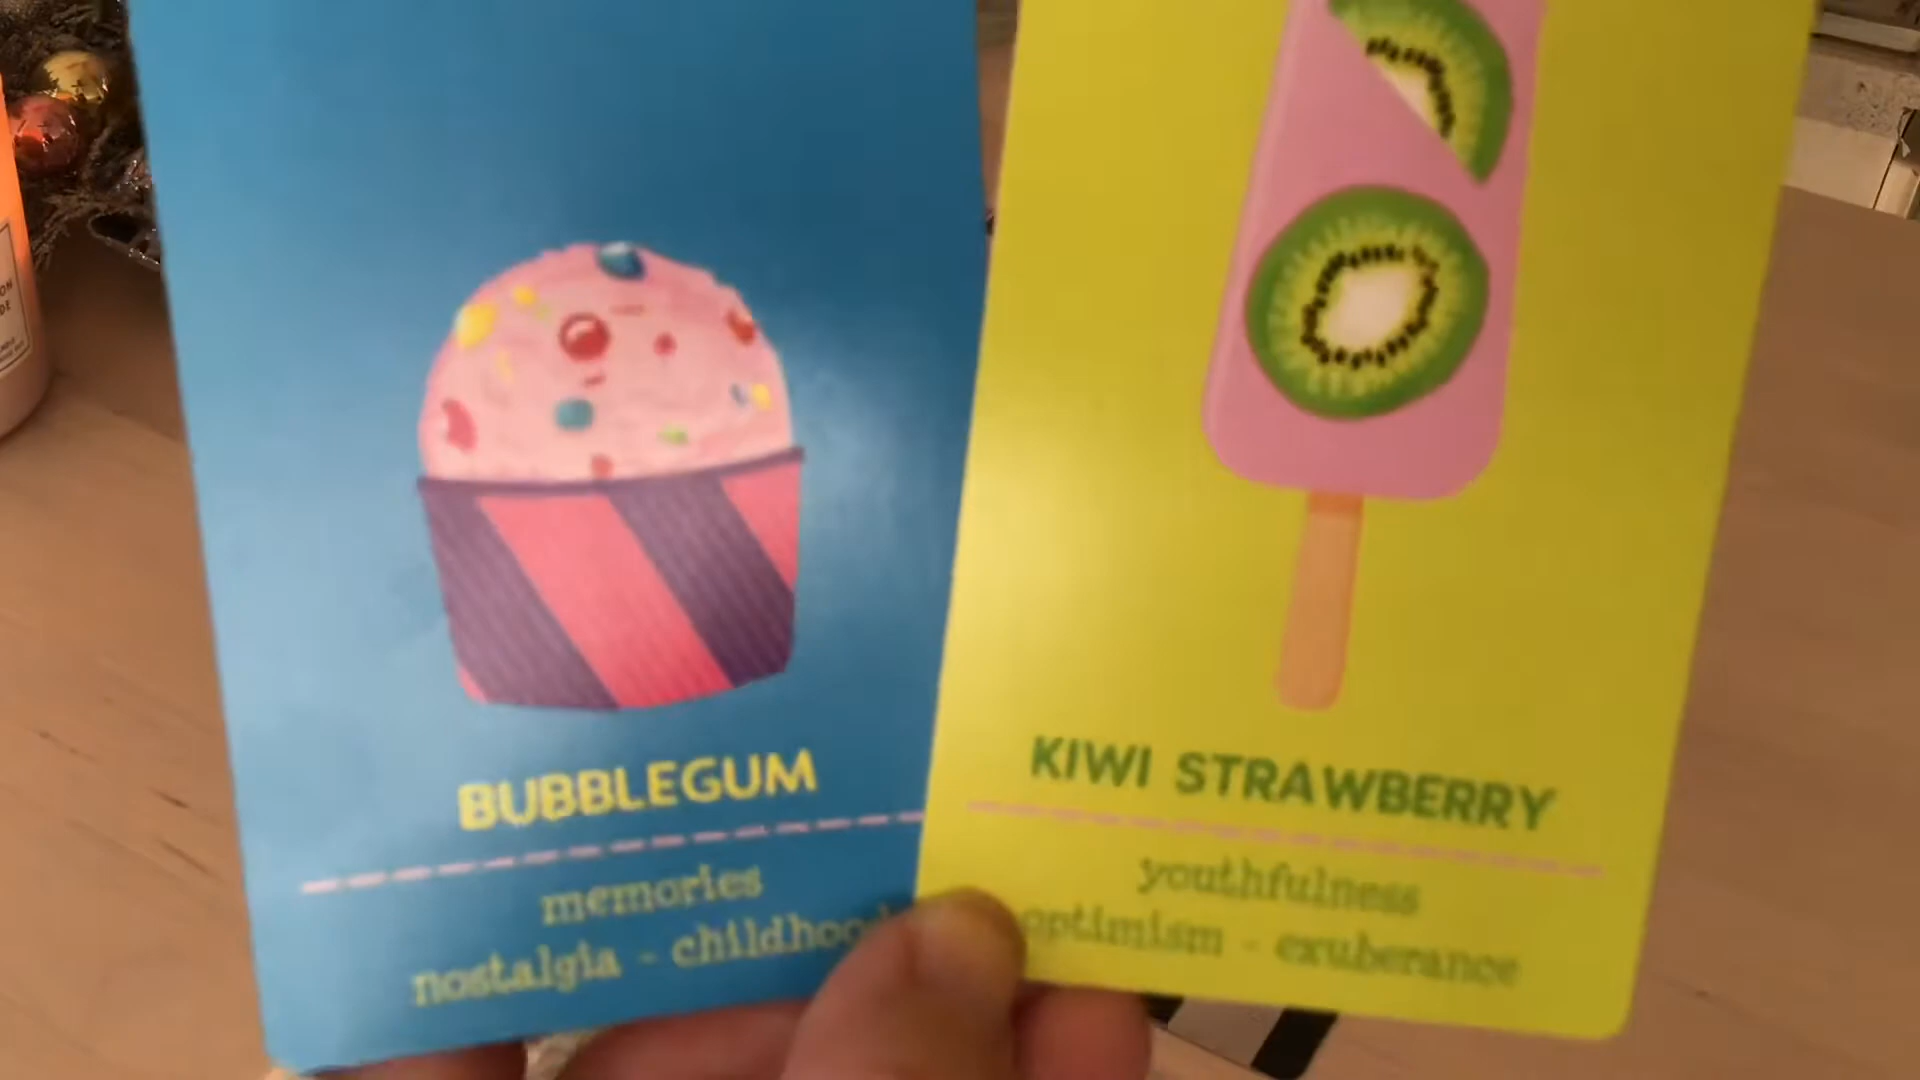 BUBBLEGUM
memories
nostalgia - childhood
KIWI STRAWBERRY
youthfulness
optimism - exuberance